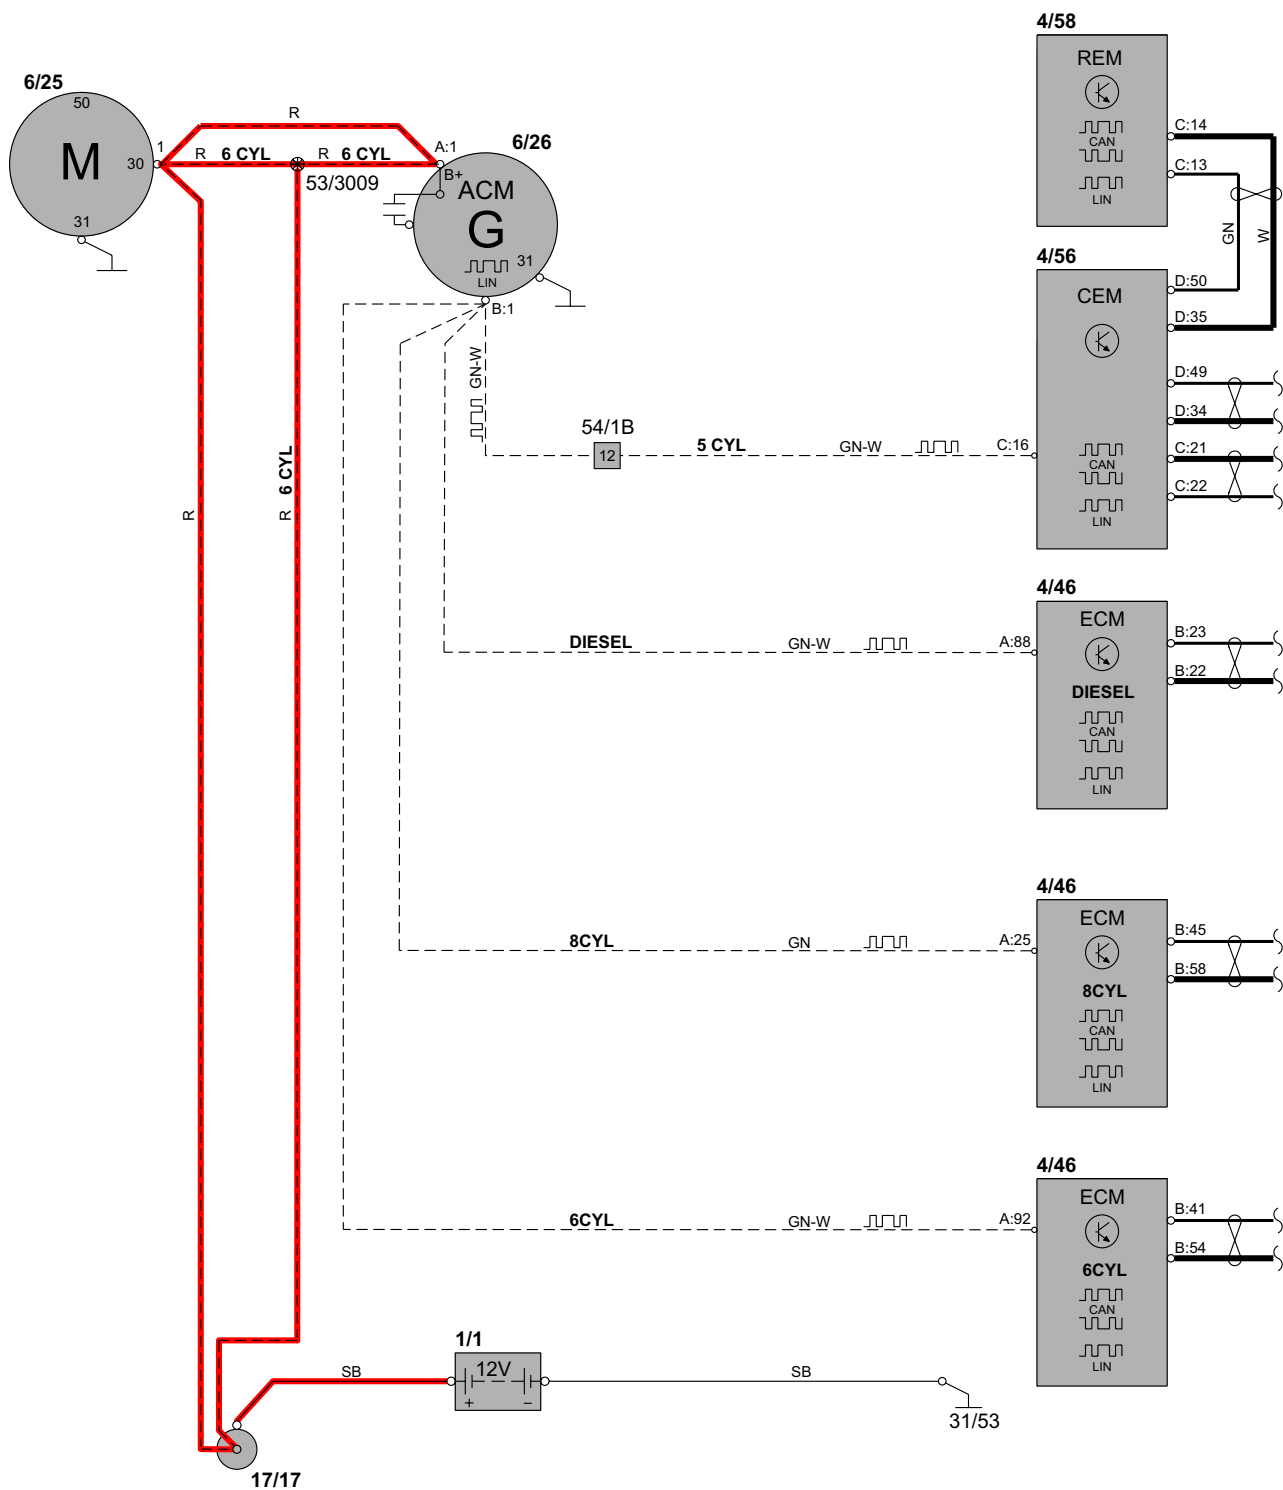 4/58
REM
CAN
LIN
C:14
C:13
GN
W
6/25
50
M
30
1
31
R
R
6 CYL
R
6 CYL
53/3009
A:1
B+
6/26
ACM
G
LIN
31
B:1
4/56
CEM
CAN
LIN
D:50
D:35
D:49
D:34
C:21
C:22
GN-W
54/1B
12
5 CYL
GN-W
C:16
R
R
6 CYL
4/46
ECM
DIESEL
CAN
LIN
B:23
B:22
DIESEL
GN-W
A:88
4/46
ECM
8CYL
CAN
LIN
B:45
B:58
8CYL
GN
A:25
4/46
ECM
6CYL
CAN
LIN
B:41
B:54
6CYL
GN-W
A:92
1/1
12V
+
−
SB
SB
31/53
17/17